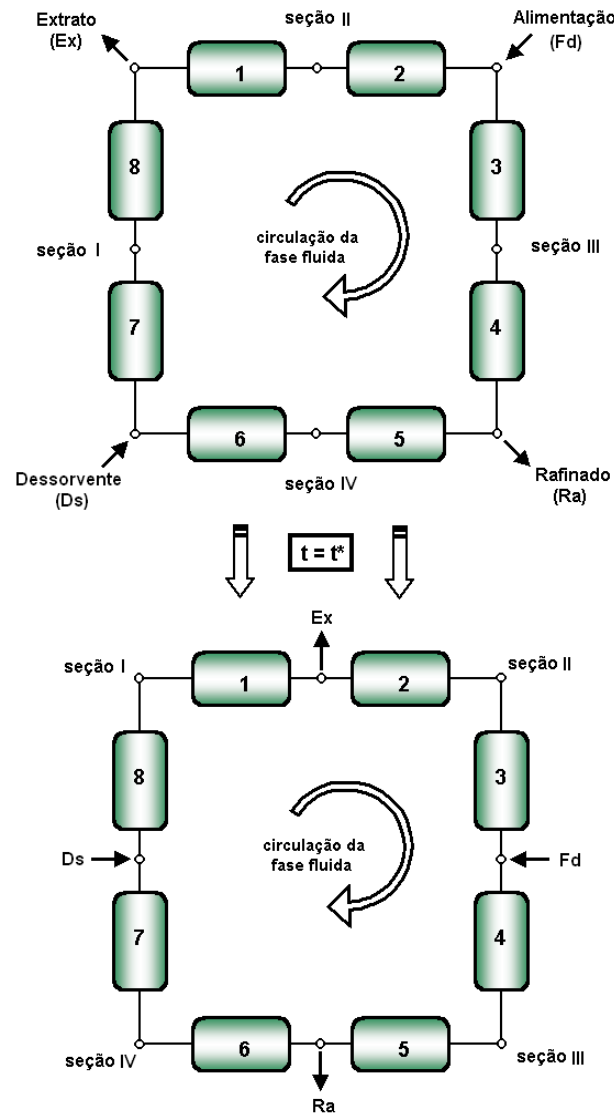 seção II
Extrato
(Ex)
Alimentação
(Fd)
1
2
8
3
circulação da
fase fluida
seção I
seção III
7
4
6
5
Dessorvente
(Ds)
seção IV
Rafinado
(Ra)
t = t*
Ex
seção I
seção II
1
2
8
3
circulação da
fase fluida
Ds
Fd
7
4
seção IV
6
5
seção III
Ra